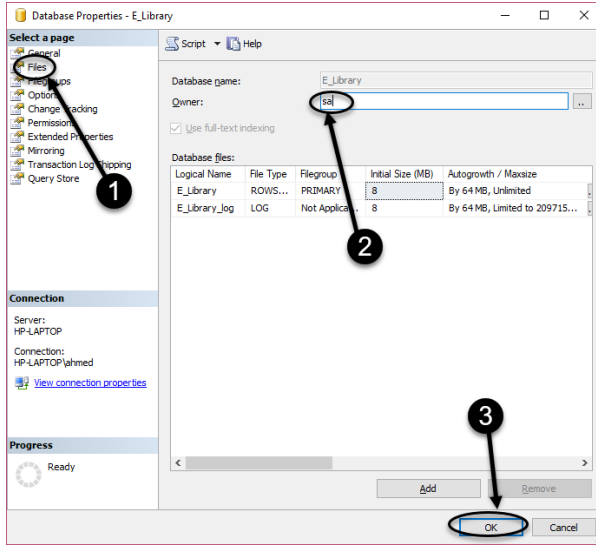 Database Properties - E_Library
Select a page
General
Files
Filegroups
Options
Change Tracking
Permissions
Extended Properties
Mirroring
Transaction Log Shipping
Query Store
1
Connection
Server:
HP-LAPTOP
Connection:
HP-LAPTOP\ahmed
View connection properties
Progress
Ready
Script Help
Database name: E_Library
Owner: sa ..
Use full-text indexing
2
Database files:
Logical Name File Type Filegroup Initial Size (MB) Autogrowth / Maxsize
E_Library ROWS... PRIMARY 8 By 64 MB, Unlimited
E_Library_log LOG Not Applica... 8 By 64 MB, Limited to 209715...
3
Add Remove
OK Cancel